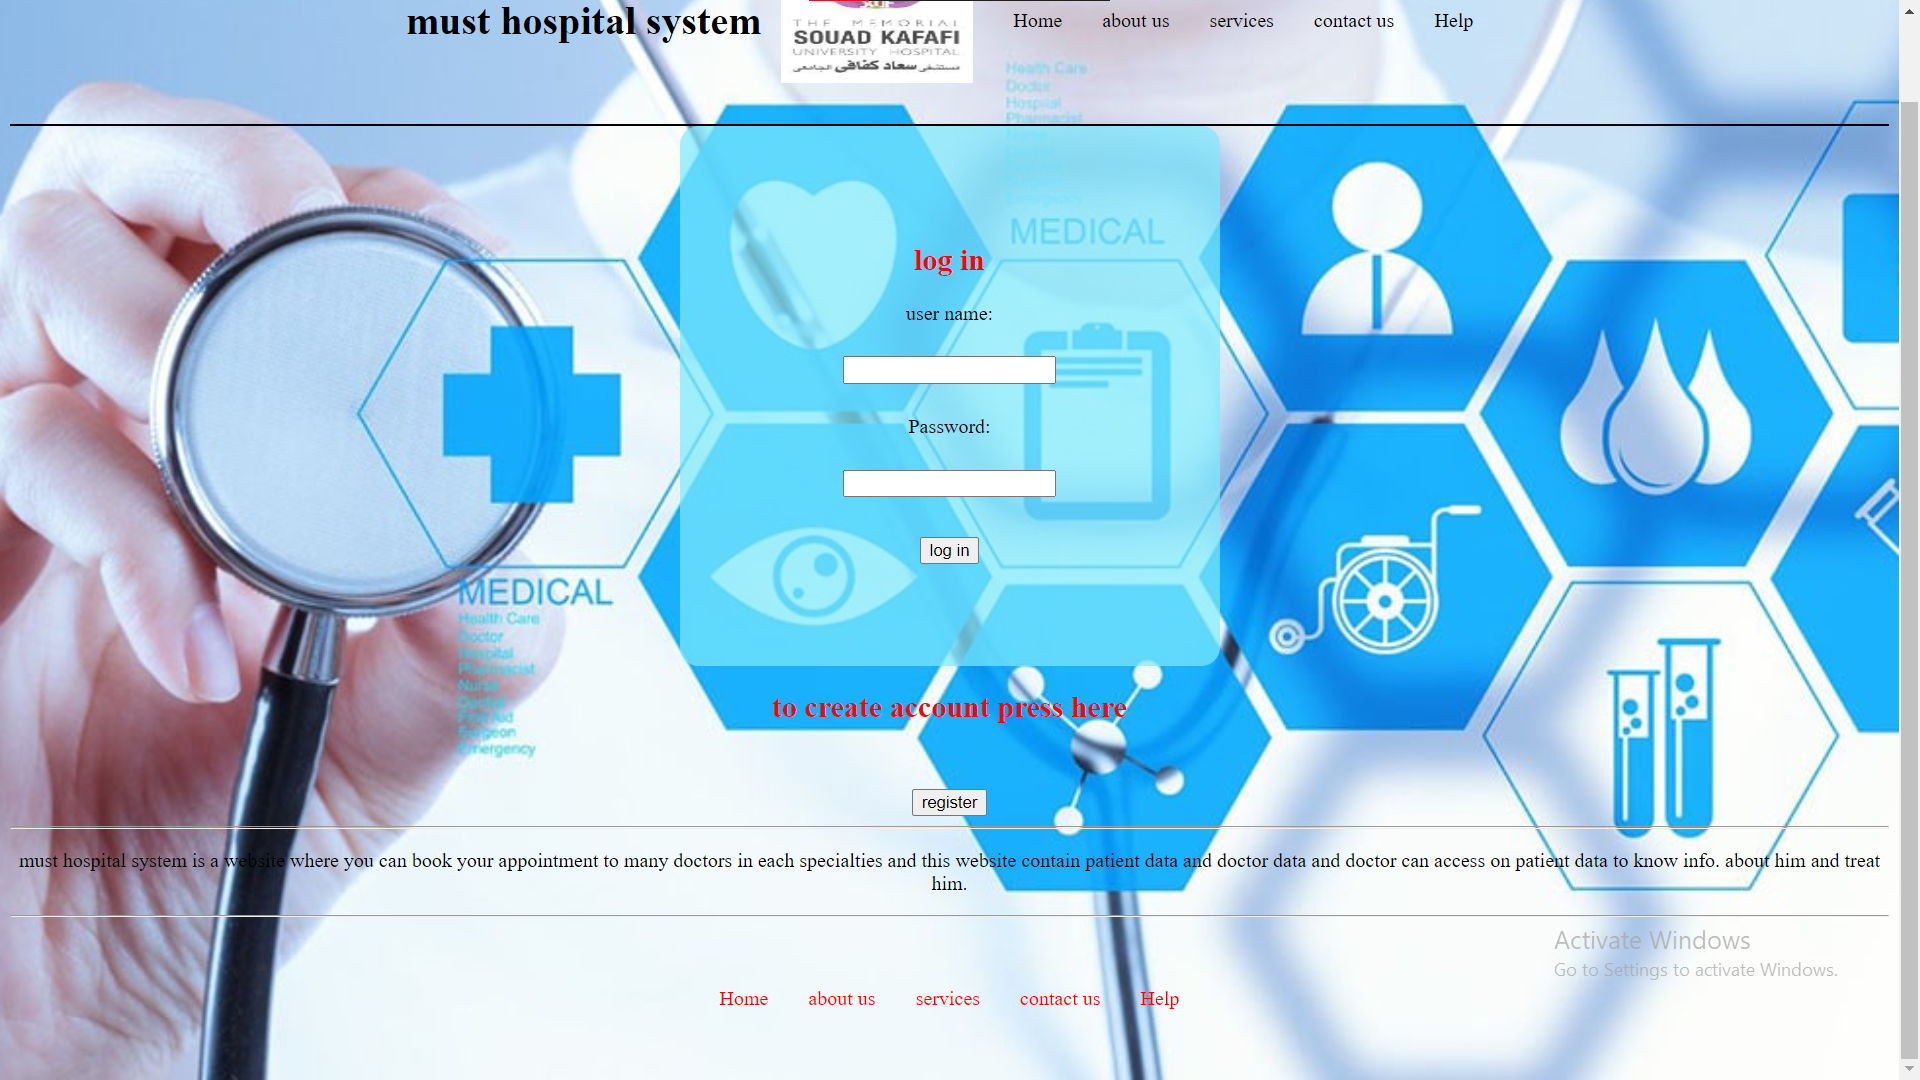 must hospital system
THE MEMORIAL
SOUAD KAFAFI
UNIVERSITY HOSPITAL
مستشفى سعاد كفافي الجامعي
Home about us services contact us Help
Health Care
Doctor
Hospital
Pharmacist
Emergency
MEDICAL
log in
user name:
Password:
log in
MEDICAL
Health Care
Doctor
Hospital
Pharmacist
Nurse
Dentist
First Aid
Surgeon
Emergency
to create account press here
register
must hospital system is a website where you can book your appointment to many doctors in each specialties and this website contain patient data and doctor data and doctor can access on patient data to know info. about him and treat
him.
Activate Windows
Go to Settings to activate Windows.
Home about us services contact us Help